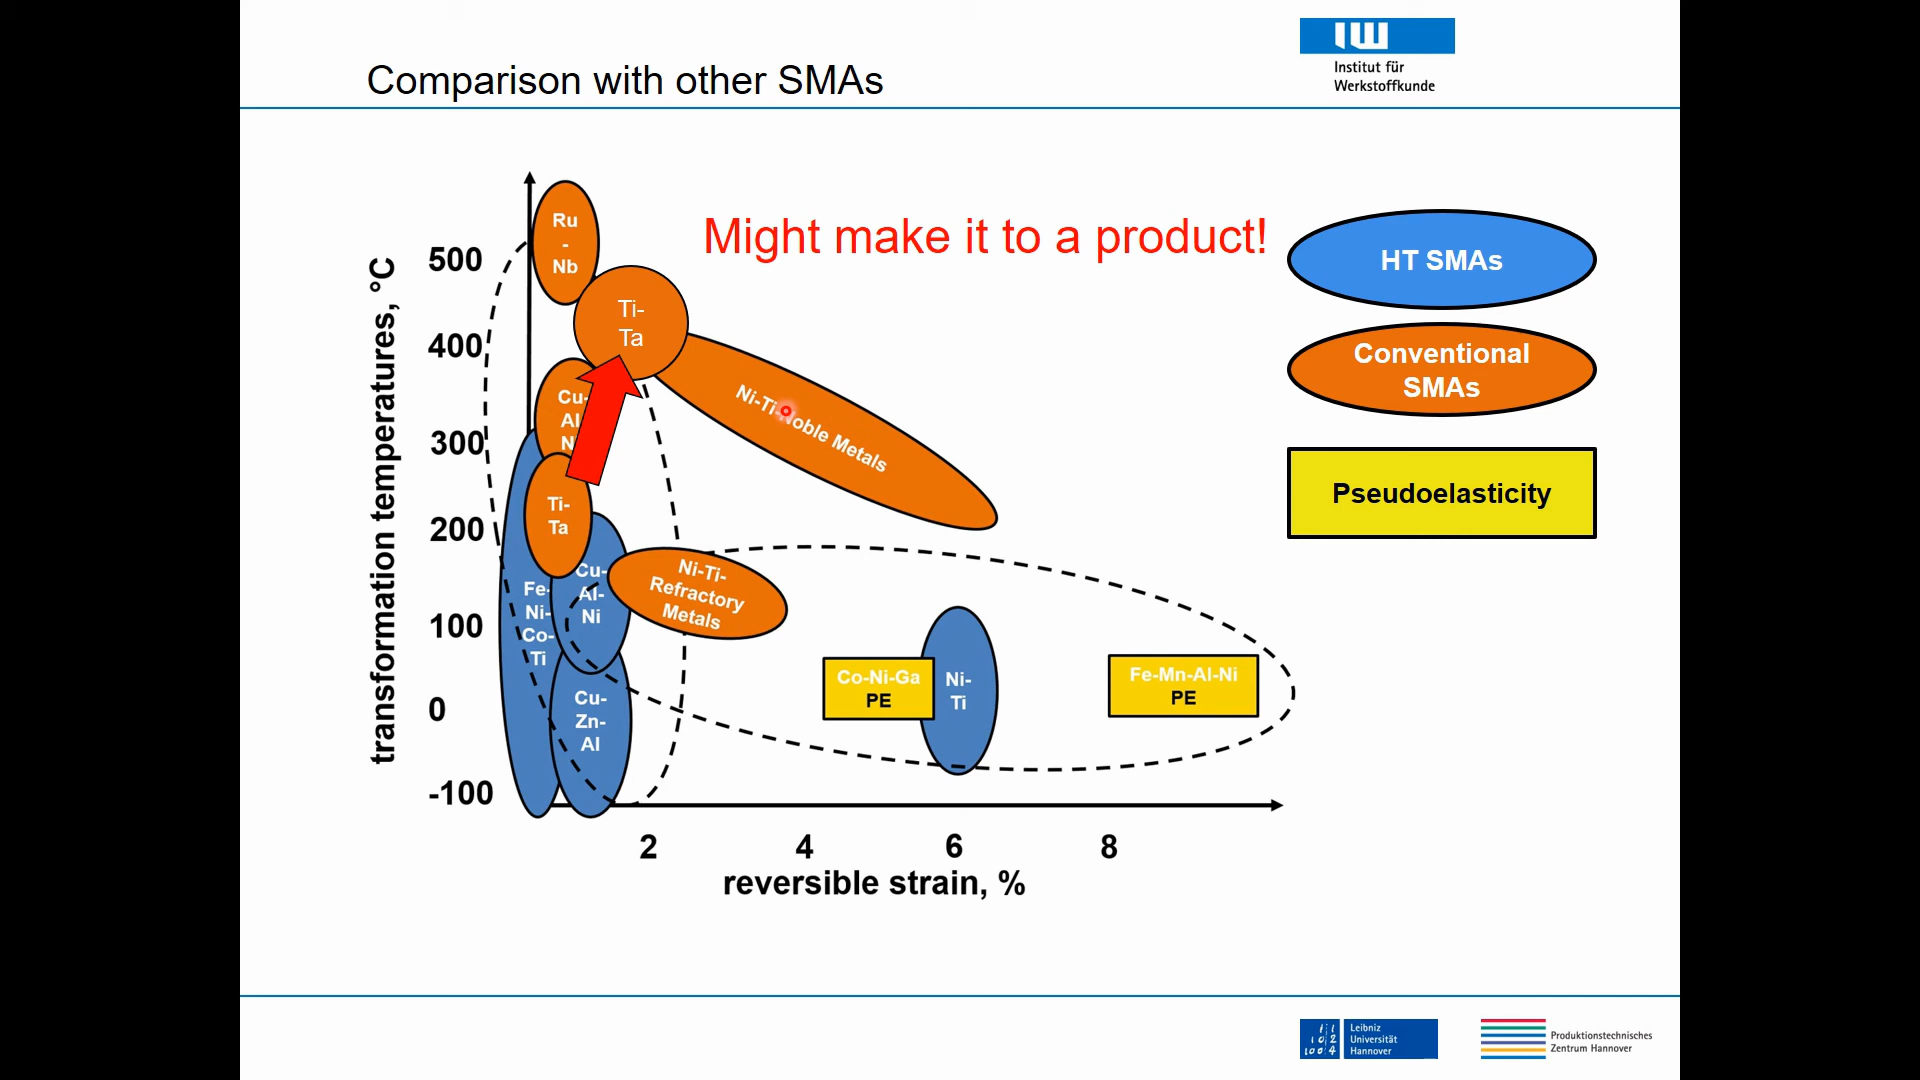 Comparison with other SMAs
IW
Institut für
Werkstoffkunde
Might make it to a product!
transformation temperatures, °C
500
400
300
200
100
0
-100
Ru
-
Nb
Ti-
Ta
Cu-
Al
N
Ti-
Ta
Ni-Ti-Noble Metals
Fe-
Ni-
Co-
Ti
Cu-
Al-
Ni
Ni-Ti-
Refractory
Metals
Cu-
Zn-
Al
Co-Ni-Ga
PE
Ni-
Ti
Fe-Mn-Al-Ni
PE
2
4
6
8
reversible strain, %
HT SMAs
Conventional
SMAs
Pseudoelasticity
Leibniz
Universität
Hannover
Produktionstechnisches
Zentrum Hannover